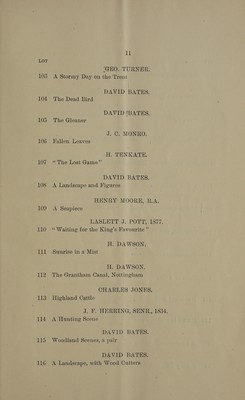 11
LOT
GEO. TURNER.
103 A Stormy Day on the Trent
DAVID BATES.
104 The Dead Bird
DAVID BATES.
105 The Gleaner
J. C. MONRO.
106 Fallen Leaves
H. TENKATE.
107 "The Lost Game"
DAVID BATES.
108 A Landscape and Figures
HENRY MOORE, R.A.
109 A Seapiece
LASLETT J. POTT, 1877.
110 "Waiting for the King's Favourite"
H. DAWSON.
111 Sunrise in a Mist
H. DAWSON.
112 The Grantham Canal, Nottingham
CHARLES JONES.
113 Highland Cattle
J. F. HERRING, SENR., 1834.
114 A Hunting Scene
DAVID BATES.
115 Woodland Scenes, a pair
DAVID BATES.
116 A Landscape, with Wood Cutters